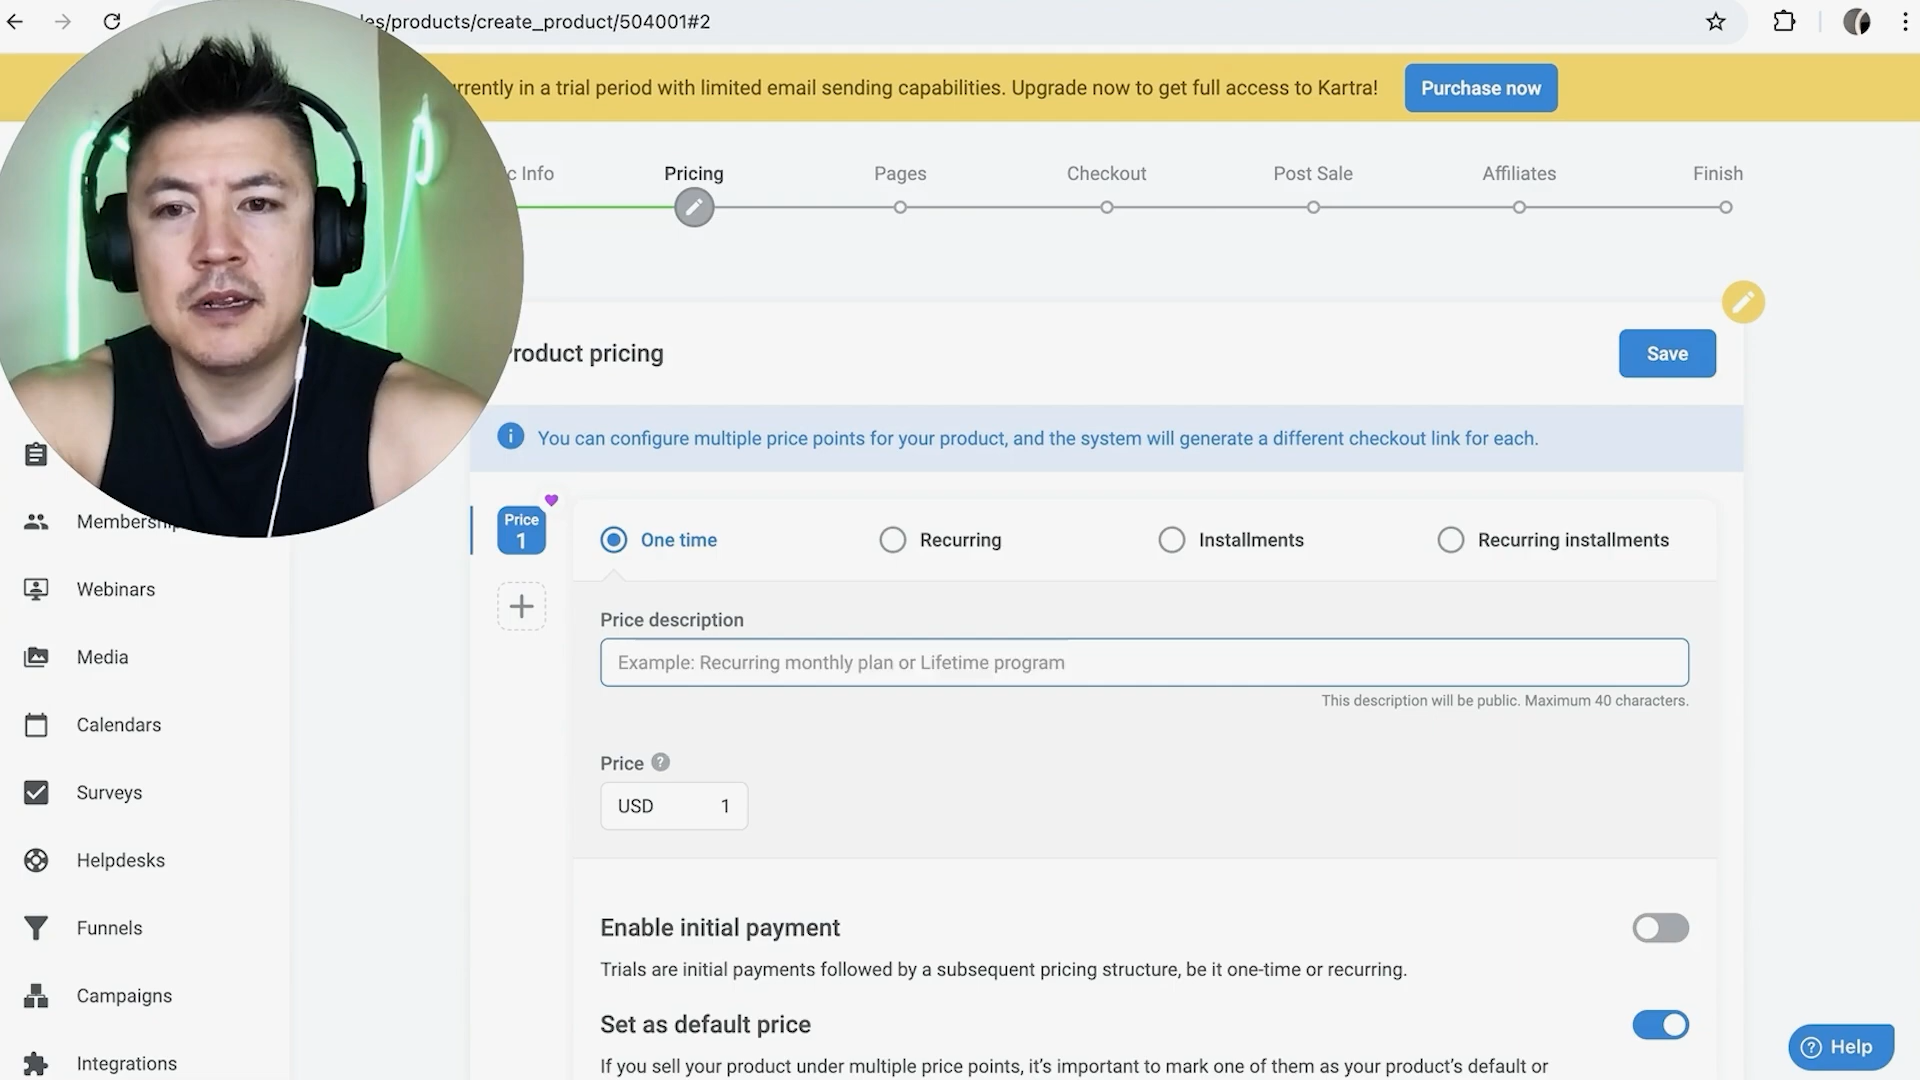 /products/create_product/504001#2
in a trial period with limited email sending capabilities. Upgrade now to get full access to Kartra!
Purchase now
Info
Pricing
Pages
Checkout
Post Sale
Affiliates
Finish
pricing
Save
You can configure multiple price points for your product, and the system will generate a different checkout link for each.
Price
1
One time
Recurring
Installments
Recurring installments
Price description
Example: Recurring monthly plan or Lifetime program
This description will be public. Maximum 40 characters.
Price
USD 1
Enable initial payment
Trials are initial payments followed by a subsequent pricing structure, be it one-time or recurring.
Set as default price
If you sell your product under multiple price points, it's important to mark one of them as your product's default or
Webinars
Media
Calendars
Surveys
Helpdesks
Funnels
Campaigns
Integrations
Help